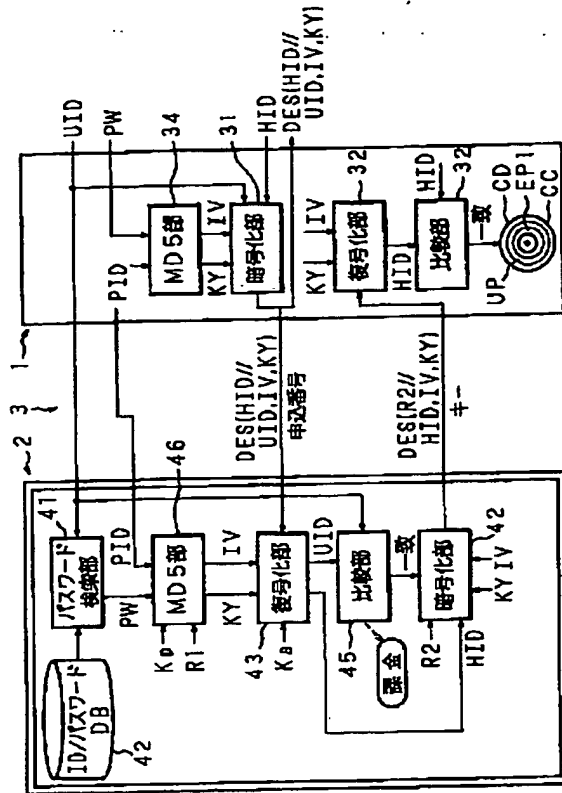 2
3
1
ID/パスワード
DB
42
パスワード
検索部
41
UID
PW
PID
PID
PW
Kp
R1
MD5部
46
MD5部
34
KY
IV
KY
IV
暗号化部
31
HID
DES(HID//
UID,IV,KY)
DES(HID//
UID,IV,KY)
申込番号
43
Ka
復号化部
UID
比較部
45
課金
一致
R2
暗号化部
42
HID
KY
IV
DES(R2//
HID,IV,KY)
キー
KY
IV
復号化部
32
HID
HID
比較部
32
一致
UP
CD
EP1
CC